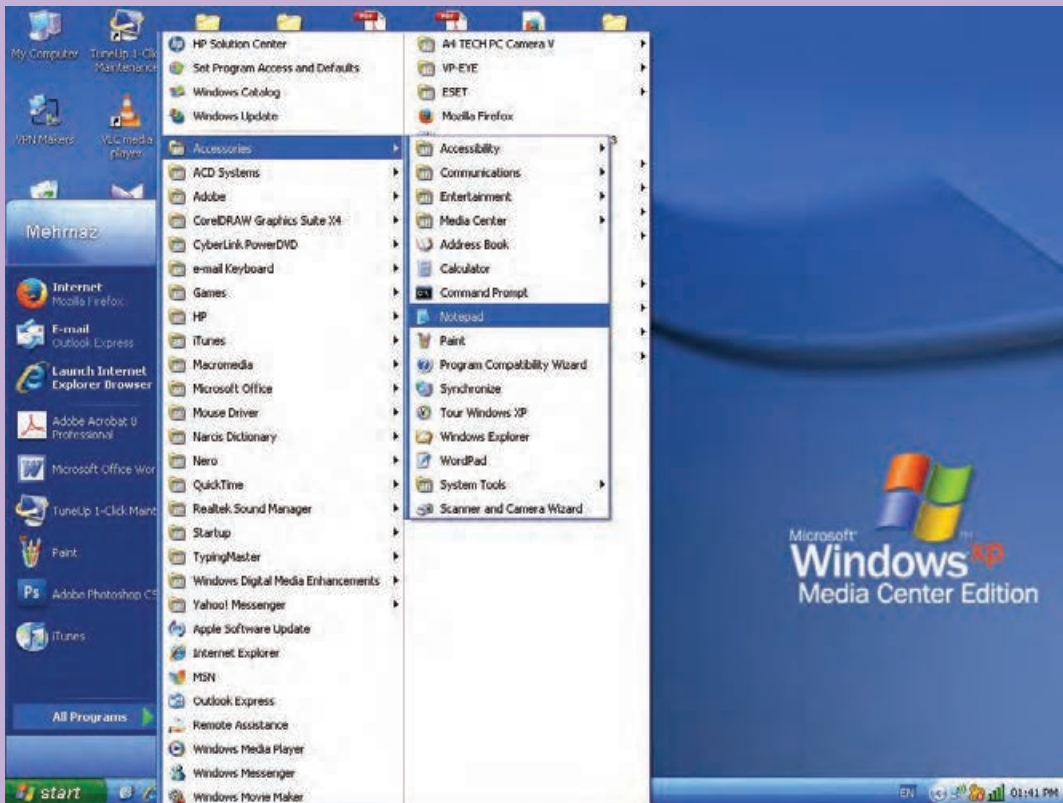 My Computer
TuneUp 1-Cli
Maintenance
VPN Makers
VLC media
player
Mehrnaz
Internet
Mozilla Firefox
E-mail
Outlook Express
Launch Internet
Explorer Browser
Adobe Acrobat 8
Professional
Microsoft Office Wor
TuneUp 1-Click Maint
Paint
Ps
Adobe Photoshop CS
iTunes
All Programs
start
HP Solution Center
Set Program Access and Defaults
Windows Catalog
Windows Update
Accessories
ACD Systems
Adobe
CorelDRAW Graphics Suite X4
CyberLink PowerDVD
e-mail Keyboard
Games
HP
iTunes
Macromedia
Microsoft Office
Mouse Driver
Narcis Dictionary
Nero
QuickTime
Realtek Sound Manager
Startup
TypingMaster
Windows Digital Media Enhancements
Yahoo! Messenger
Apple Software Update
Internet Explorer
MSN
Outlook Express
Remote Assistance
Windows Media Player
Windows Messenger
Windows Movie Maker
A4 TECH PC Camera V
VP-EYE
ESET
Mozilla Firefox
3
Accessibility
Communications
Entertainment
Media Center
Address Book
Calculator
Command Prompt
Notepad
Paint
Program Compatibility Wizard
Synchronize
Tour Windows XP
Windows Explorer
WordPad
System Tools
Scanner and Camera Wizard
Microsoft
Windows xp
Media Center Edition
EN
01:41 PM